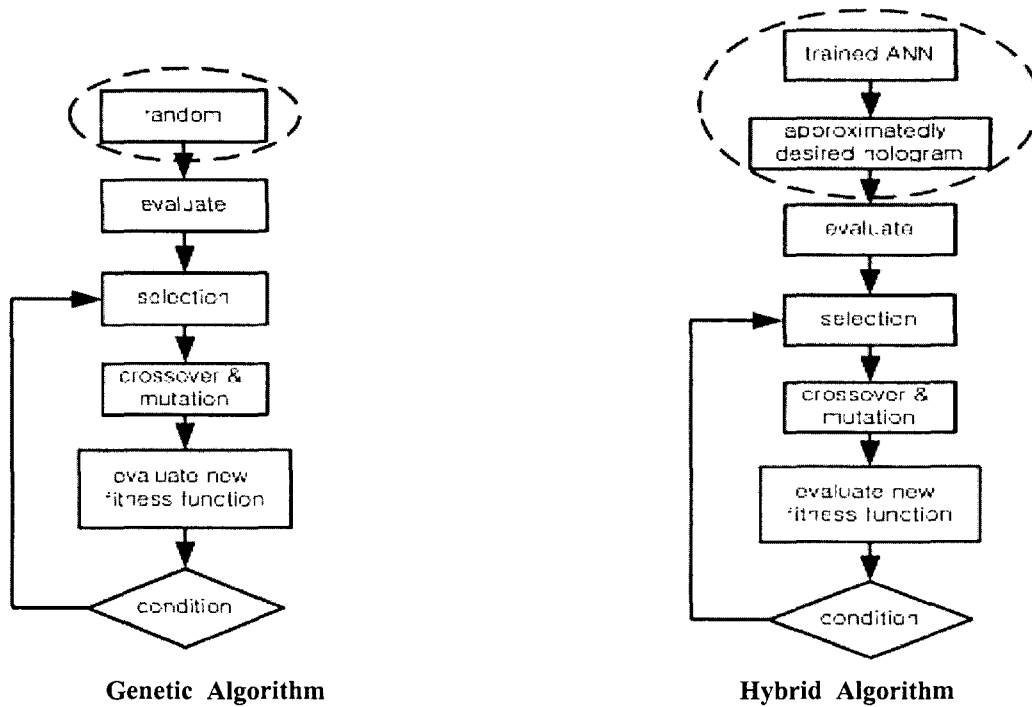 random
evaluate
selection
crossover &
mutation
evaluate new
fitness function
condition
Genetic Algorithm
trained ANN
approximatedly
desired hologram
evaluate
selection
crossover &
mutation
evaluate new
fitness function
condition
Hybrid Algorithm